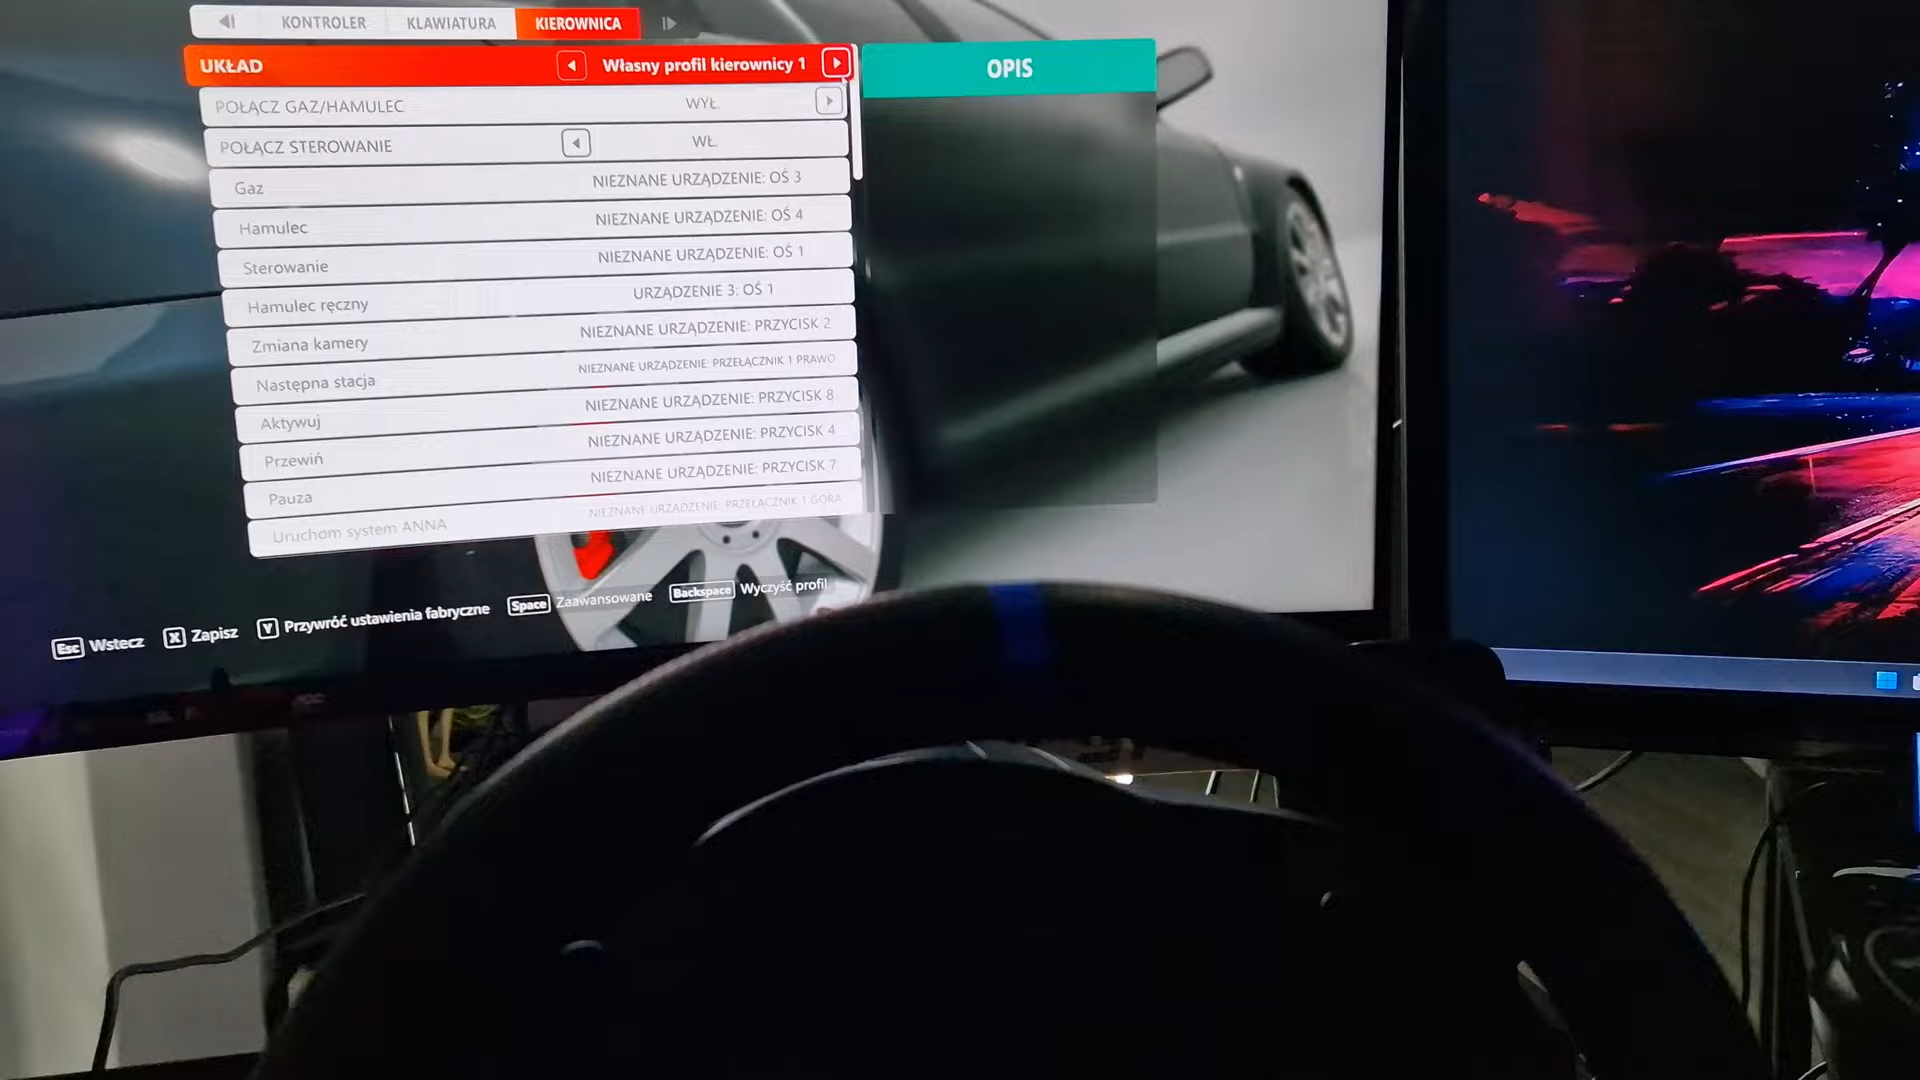 KONTROLER KLAWIATURA KIEROWNICA
UKŁAD Własny profil kierownicy 1
POŁĄCZ GAZ/HAMULEC WYŁ.
POŁĄCZ STEROWANIE WŁ.
Gaz NIEZNANE URZĄDZENIE: OŚ 3
Hamulec NIEZNANE URZĄDZENIE: OŚ 4
Sterowanie NIEZNANE URZĄDZENIE: OŚ 1
Hamulec ręczny URZĄDZENIE 3: OŚ 1
Zmiana kamery NIEZNANE URZĄDZENIE: PRZYCISK 2
Następna stacja NIEZNANE URZĄDZENIE: PRZEŁĄCZNIK 1 PRAWO
Aktywuj NIEZNANE URZĄDZENIE: PRZYCISK 8
Przewiń NIEZNANE URZĄDZENIE: PRZYCISK 4
Pauza NIEZNANE URZĄDZENIE: PRZYCISK 7
Uruchom system ANNA NIEZNANE URZĄDZENIE: PRZEŁĄCZNIK 1 GÓRA
OPIS
Esc Wstecz X Zapisz Y Przywróć ustawienia fabryczne Space Zaawansowane Backspace Wyczyść profil
AOC